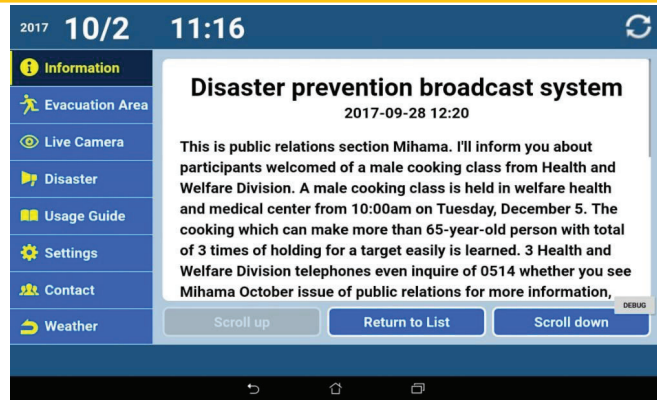 2017 10/2 11:16
Information
Evacuation Area
Live Camera
Disaster
Usage Guide
Settings
Contact
Weather
Disaster prevention broadcast system
2017-09-28 12:20
This is public relations section Mihama. I'll inform you about
participants welcomed of a male cooking class from Health and
Welfare Division. A male cooking class is held in welfare health
and medical center from 10:00am on Tuesday, December 5. The
cooking which can make more than 65-year-old person with total
of 3 times of holding for a target easily is learned. 3 Health and
Welfare Division telephones even inquire of 0514 whether you see
Mihama October issue of public relations for more information,
DEBUG
Scroll up
Return to List
Scroll down